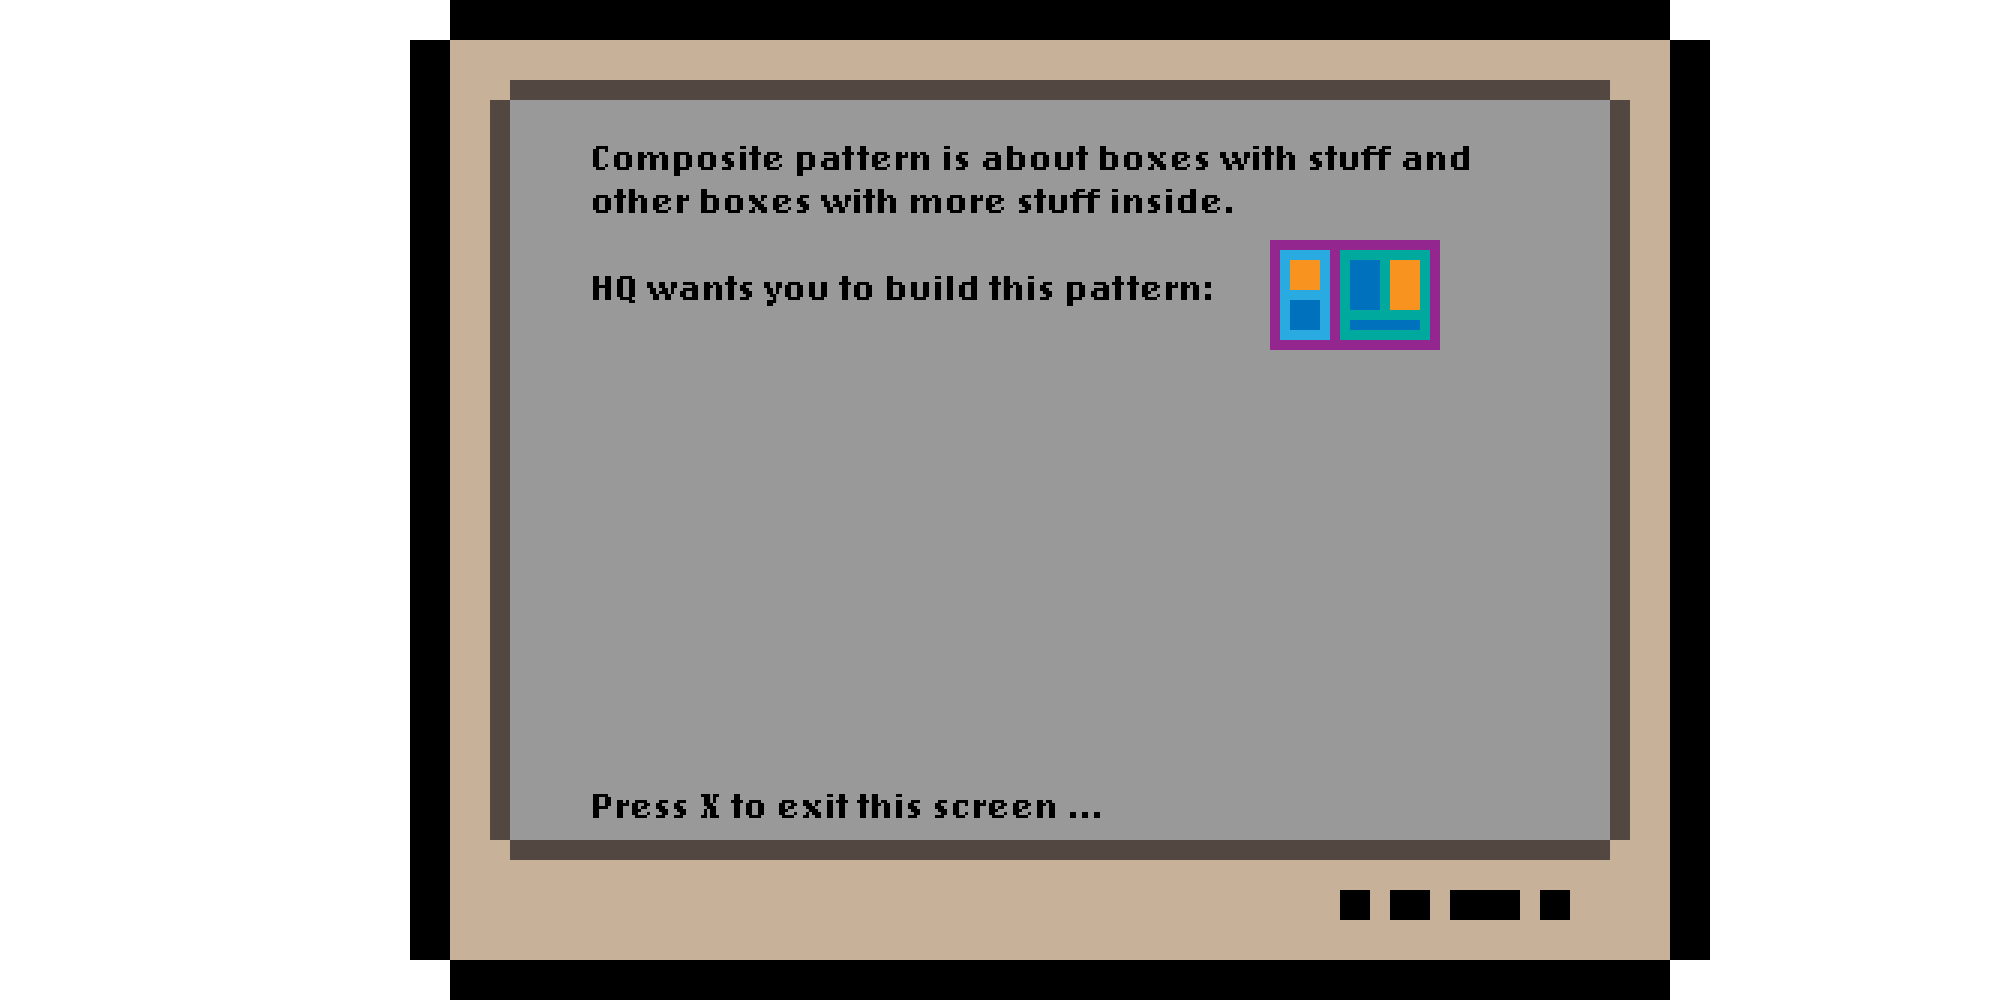 Composite pattern is about boxes with stuff and
other boxes with more stuff inside.
HQ wants you to build this pattern:
Press X to exit this screen ...